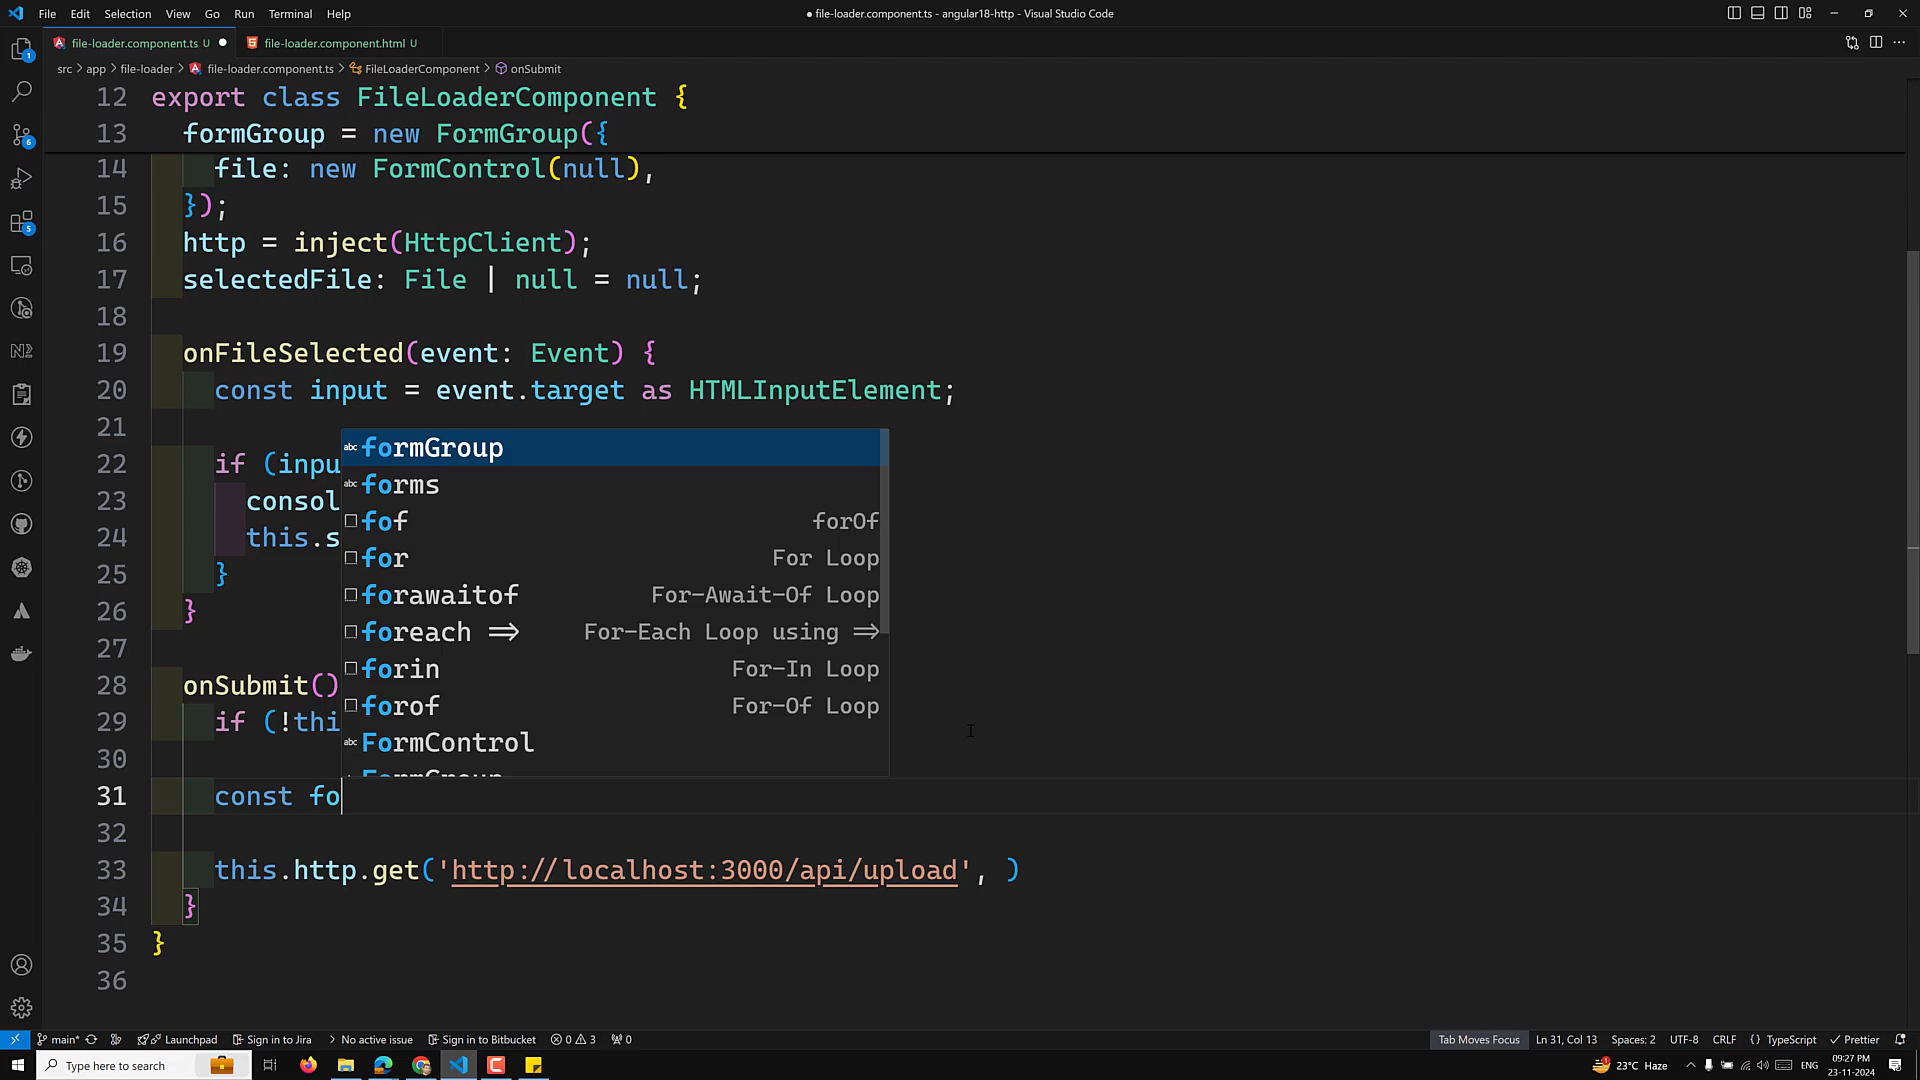 File Edit Selection View Go Run Terminal Help
● file-loader.component.ts - angular18-http - Visual Studio Code
file-loader.component.ts U ● file-loader.component.html U
src > app > file-loader > file-loader.component.ts > FileLoaderComponent > onSubmit
12 export class FileLoaderComponent {
13 formGroup = new FormGroup({
14 file: new FormControl(null),
15 });
16 http = inject(HttpClient);
17 selectedFile: File | null = null;
18
19 onFileSelected(event: Event) {
20 const input = event.target as HTMLInputElement;
21
formGroup
22 if (inpu
forms
23 consol
fof forOf
24 this.s
for For Loop
25 }
forawaitof For-Await-Of Loop
26 }
foreach => For-Each Loop using =>
27
forin For-In Loop
28 onSubmit()
forof For-Of Loop
29 if (!thi
FormControl
30
FormGroup
31 const fo
32
33 this.http.get('http://localhost:3000/api/upload', )
34 }
35 }
36
main* Launchpad Sign in to Jira > No active issue Sign in to Bitbucket 0 3 0
Tab Moves Focus Ln 31, Col 13 Spaces: 2 UTF-8 CRLF {} TypeScript Prettier
Type here to search
1 23°C Haze ENG 09:27 PM
23-11-2024